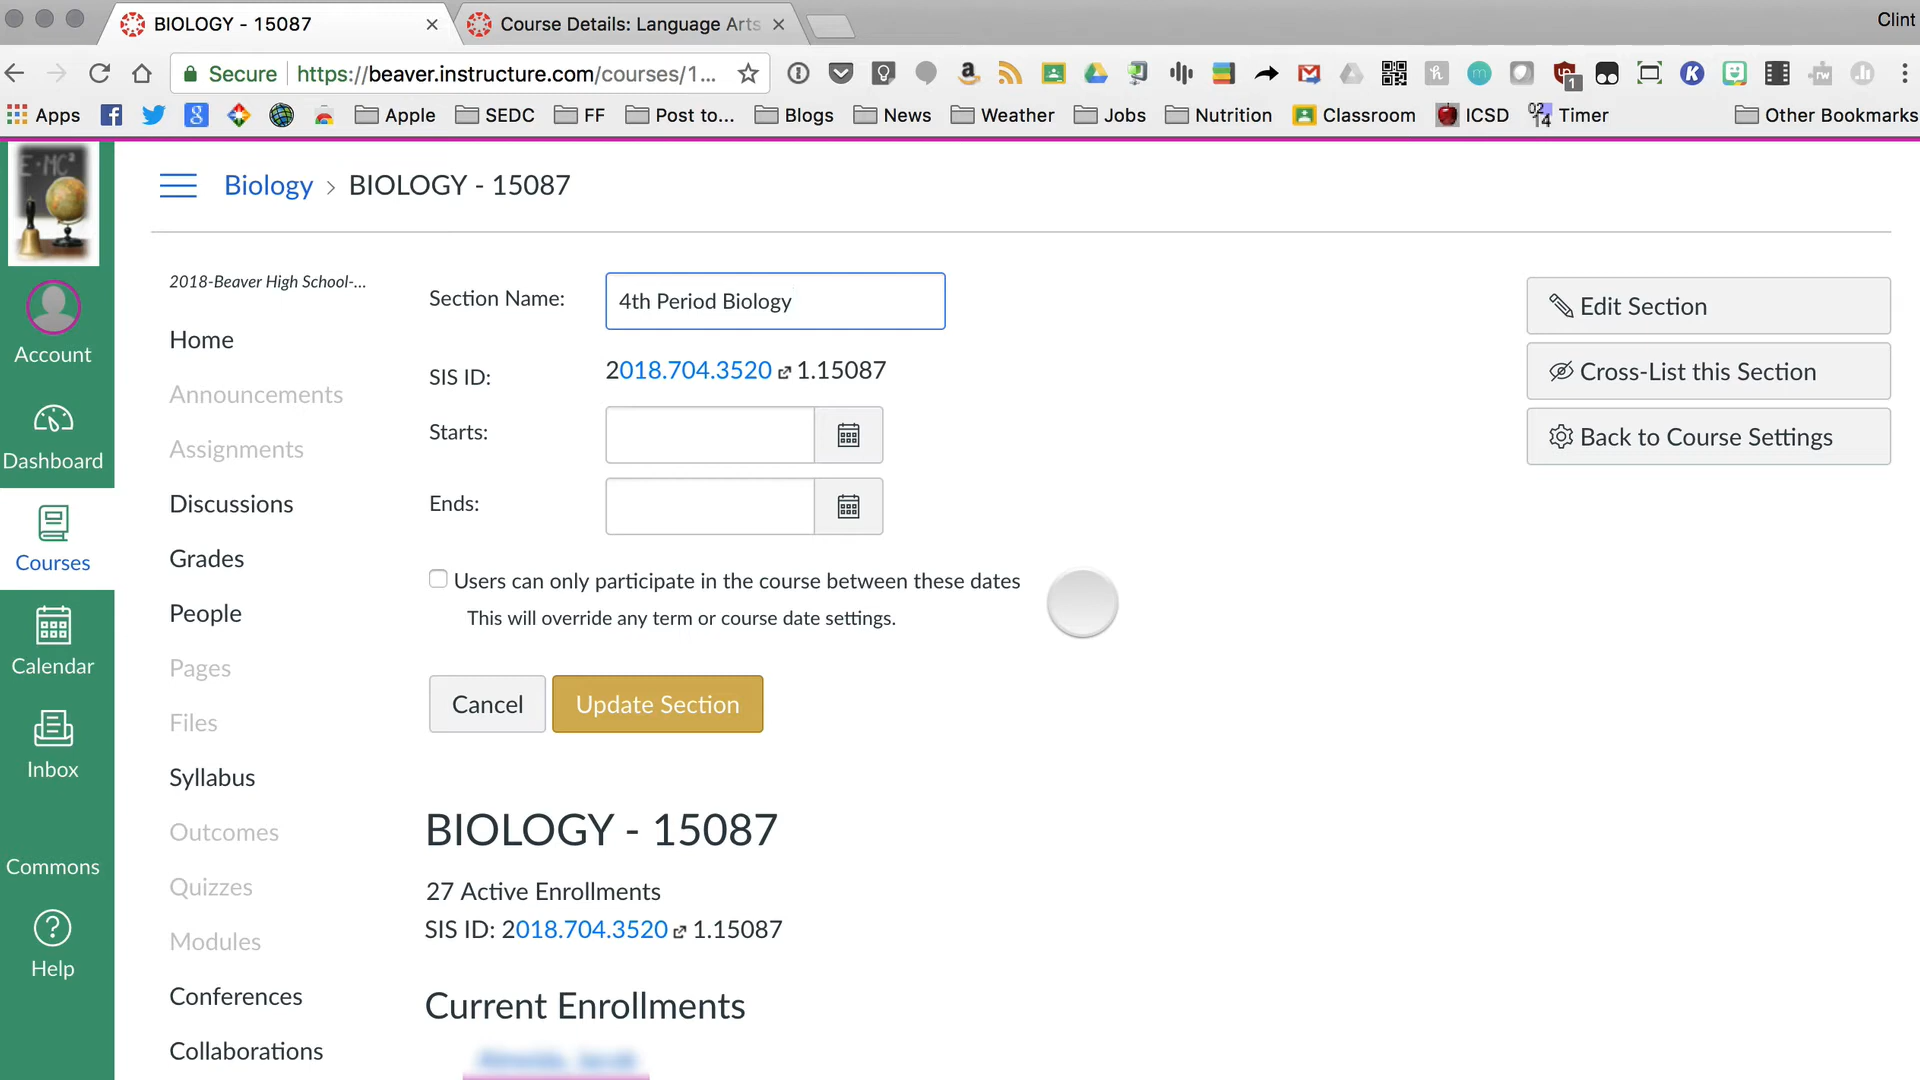 BIOLOGY - 15087
Course Details: Language Arts
Clint
Secure https://beaver.instructure.com/courses/1...
1
Apps
Apple
SEDC
FF
Post to...
Blogs
News
Weather
Jobs
Nutrition
Classroom
ICSD
02 14 Timer
Other Bookmarks
E=MC²
Biology > BIOLOGY - 15087
Account
Dashboard
Courses
Calendar
Inbox
Commons
Help
2018-Beaver High School-...
Home
Announcements
Assignments
Discussions
Grades
People
Pages
Files
Syllabus
Outcomes
Quizzes
Modules
Conferences
Collaborations
Section Name: 4th Period Biology
SIS ID: 2018.704.3520 1.15087
Starts:
Ends:
Users can only participate in the course between these dates
This will override any term or course date settings.
Cancel Update Section
BIOLOGY - 15087
27 Active Enrollments
SIS ID: 2018.704.3520 1.15087
Current Enrollments
Edit Section
Cross-List this Section
Back to Course Settings